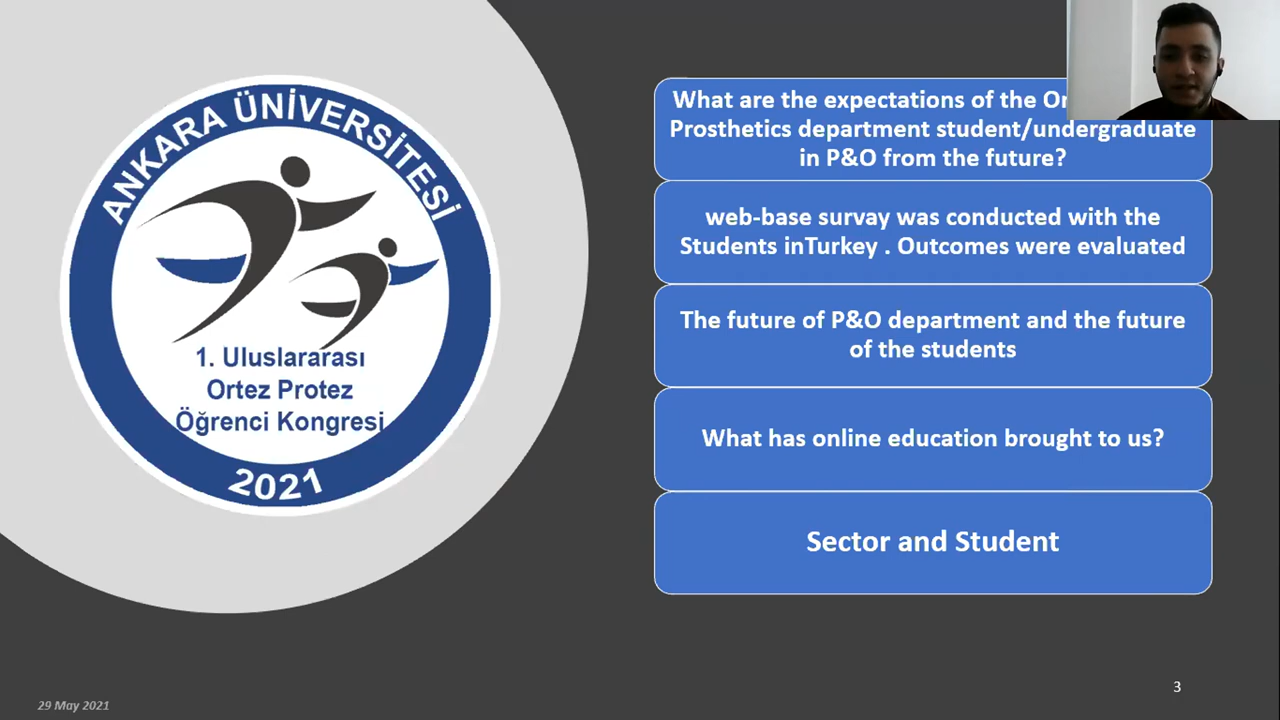 ANKARA ÜNİVERSİTESİ
1. Uluslararası
Ortez Protez
Öğrenci Kongresi
2021
What are the expectations of the
Prosthetics department student/undergraduate
in P&O from the future?
web-base survay was conducted with the
Students inTurkey . Outcomes were evaluated
The future of P&O department and the future
of the students
What has online education brought to us?
Sector and Student
29 May 2021
3